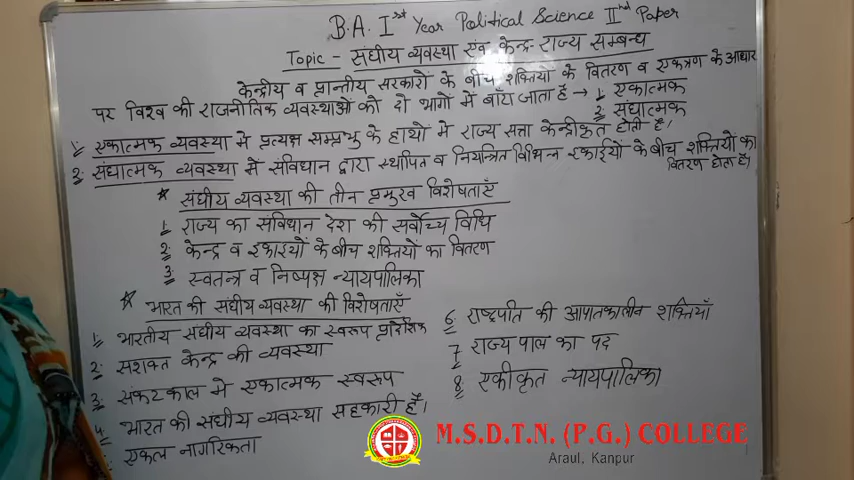 B.A. Irst Year Political Science IInd Paper
Topic - संघीय व्यवस्था एवं केन्द्र-राज्य सम्बन्ध
केन्द्रीय व प्रान्तीय सरकारों के बीच शक्तियों के वितरण व एकत्रण के आधार
पर विश्व की राजनीतिक व्यवस्थाओं को दो भागों में बाँटा जाता है → 1. एकात्मक
2. संघात्मक
1. एकात्मक व्यवस्था में प्रत्यक्ष सम्प्रभु के हाथों में राज्य सत्ता केन्द्रीकृत होती है।
2. संघात्मक व्यवस्था में संविधान द्वारा स्थापित व नियन्त्रित विभिन्न इकाईयों के बीच शक्तियों का
वितरण होता है।
* संघीय व्यवस्था की तीन प्रमुख विशेषताएँ
1. राज्य का संविधान देश की सर्वोच्च विधि
2. केन्द्र व इकाईयों के बीच शक्तियों का वितरण
3. स्वतन्त्र व निष्पक्ष न्यायपालिका
* भारत की संघीय व्यवस्था की विशेषताएँ
1. भारतीय संघीय व्यवस्था का स्वरूप प्रादेशिक
2. सशक्त केन्द्र की व्यवस्था
3. संकटकाल में एकात्मक स्वरूप
4. भारत की संघीय व्यवस्था सहकारी है।
एकल नागरिकता
6. राष्ट्रपति की आपातकालीन शक्तियाँ
7. राज्यपाल का पद
8. एकीकृत न्यायपालिका
M.S.D.T.N. (P.G.) COLLEGE
Araul, Kanpur